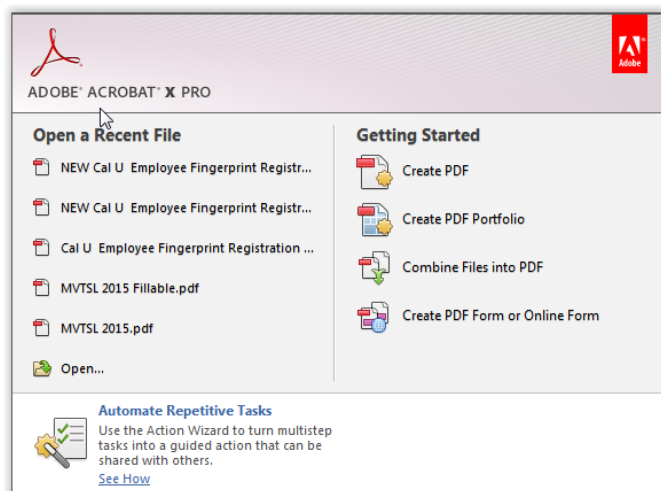 Adobe
ADOBE® ACROBAT® X PRO
Open a Recent File
NEW Cal U Employee Fingerprint Registr...
NEW Cal U Employee Fingerprint Registr...
Cal U Employee Fingerprint Registration ...
MVTSL 2015 Fillable.pdf
MVTSL 2015.pdf
Open...
Getting Started
Create PDF
Create PDF Portfolio
Combine Files into PDF
Create PDF Form or Online Form
Automate Repetitive Tasks
Use the Action Wizard to turn multistep
tasks into a guided action that can be
shared with others.
See How